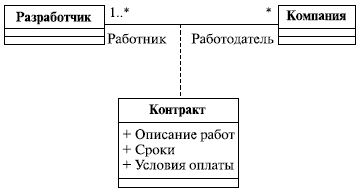 Разработчик
1..*
*
Компания
Работник
Работодатель
Контракт
+ Описание работ
+ Сроки
+ Условия оплаты